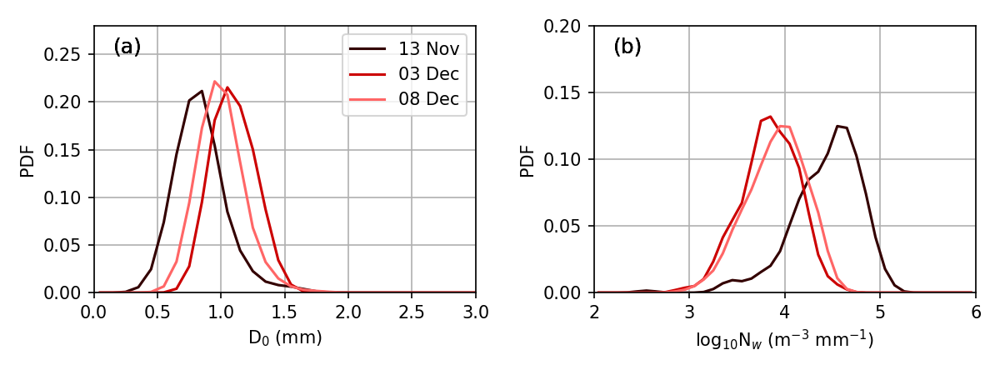 (a)
13 Nov
03 Dec
08 Dec
PDF
0.25
0.20
0.15
0.10
0.05
0.00
0.0 0.5 1.0 1.5 2.0 2.5 3.0
D₀ (mm)
(b)
PDF
0.20
0.15
0.10
0.05
0.00
2 3 4 5 6
log₁₀N_w (m⁻³ mm⁻¹)